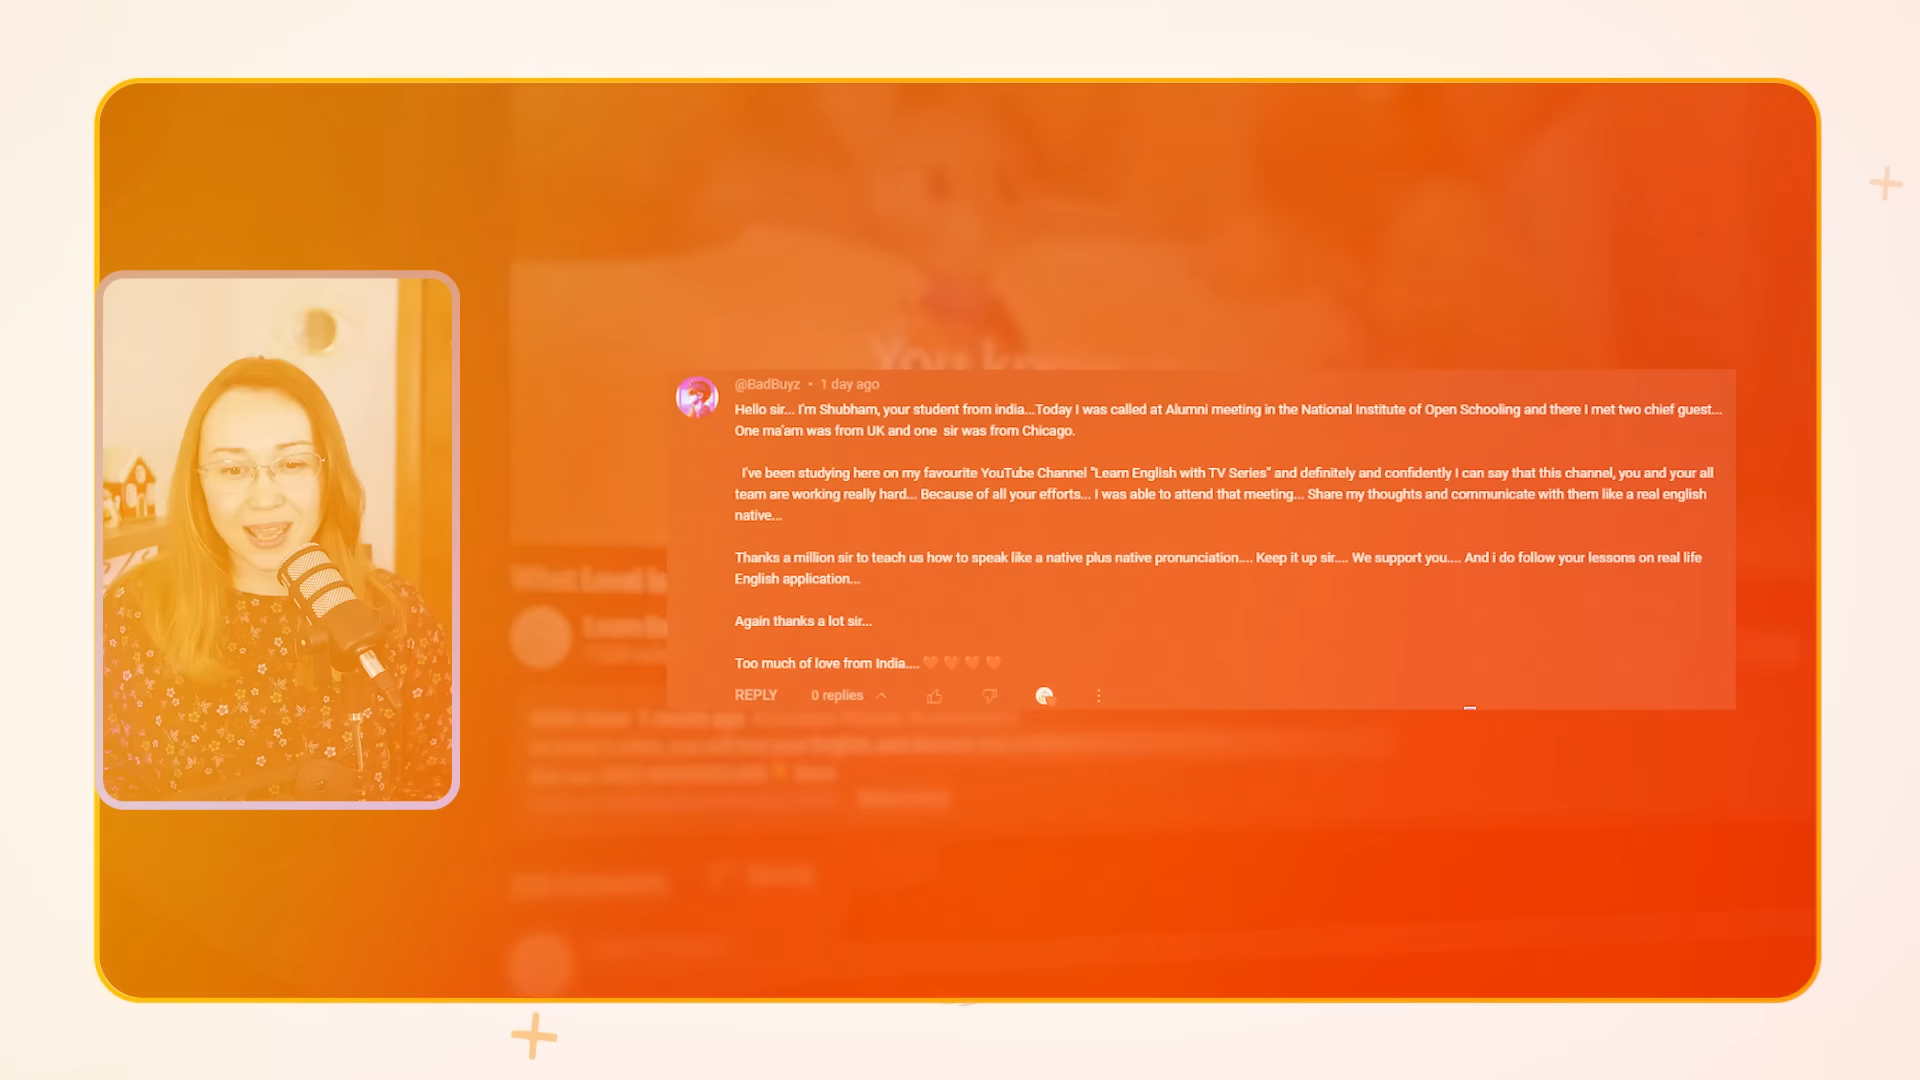 You kn
@BadBuyz • 1 day ago
Hello sir... I'm Shubham, your student from india...Today I was called at Alumni meeting in the National Institute of Open Schooling and there I met two chief guest...
One ma'am was from UK and one sir was from Chicago.
I've been studying here on my favourite YouTube Channel "Learn English with TV Series" and definitely and confidently I can say that this channel, you and your all
team are working really hard... Because of all your efforts... I was able to attend that meeting... Share my thoughts and communicate with them like a real english
native...
Thanks a million sir to teach us how to speak like a native plus native pronunciation.... Keep it up sir.... We support you.... And i do follow your lessons on real life
English application...
Again thanks a lot sir...
Too much of love from India.... ❤❤❤❤
REPLY 0 replies
What Level is